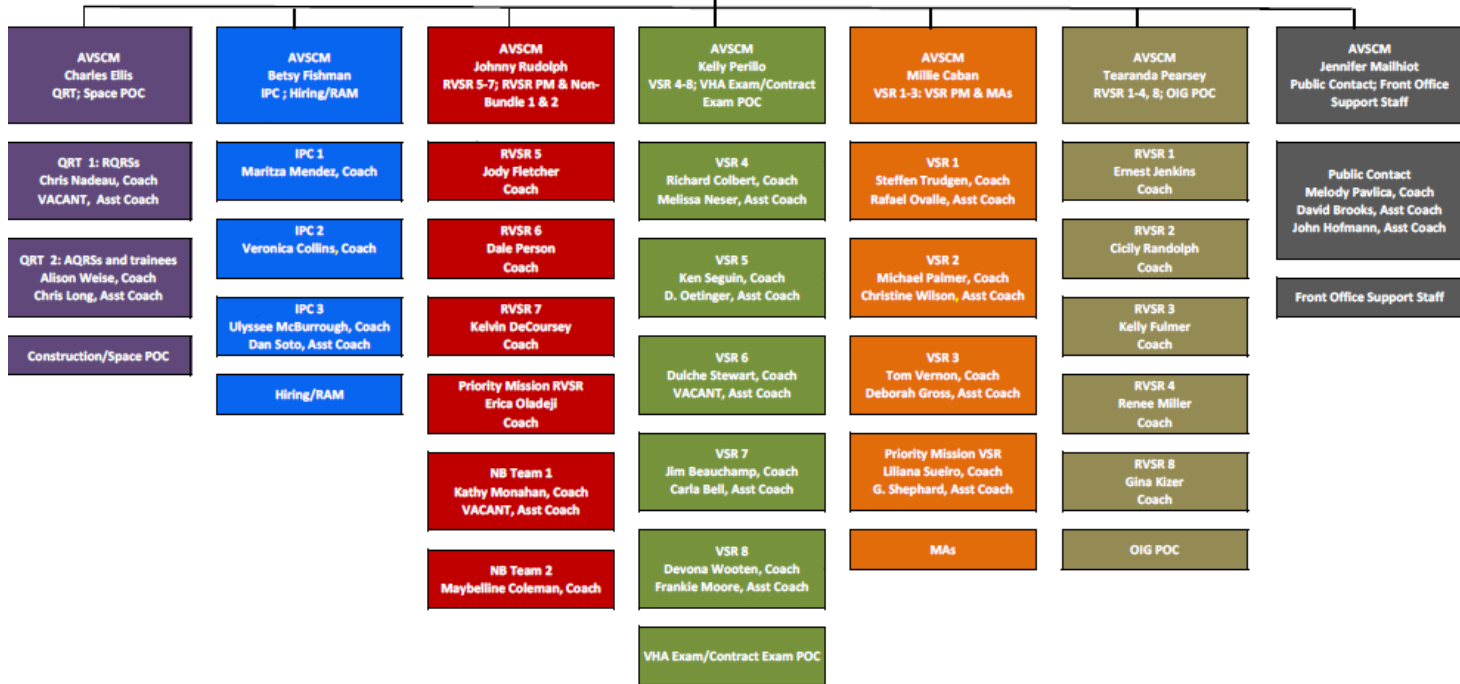 AVSCM
Charles Ellis
QRT; Space POC
QRT 1: RQRSs
Chris Nadeau, Coach
VACANT, Asst Coach
QRT 2: AQRSs and trainees
Alison Weise, Coach
Chris Long, Asst Coach
Construction/Space POC
AVSCM
Betsy Fishman
IPC ; Hiring/RAM
IPC 1
Maritza Mendez, Coach
IPC 2
Veronica Collins, Coach
IPC 3
Ulyssee McBurrough, Coach
Dan Soto, Asst Coach
Hiring/RAM
AVSCM
Johnny Rudolph
RVSR 5-7; RVSR PM & Non-
Bundle 1 & 2
RVSR 5
Jody Fletcher
Coach
RVSR 6
Dale Person
Coach
RVSR 7
Kelvin DeCoursey
Coach
Priority Mission RVSR
Erica Oladeji
Coach
NB Team 1
Kathy Monahan, Coach
VACANT, Asst Coach
NB Team 2
Maybelline Coleman, Coach
AVSCM
Kelly Perillo
VSR 4-8; VHA Exam/Contract
Exam POC
VSR 4
Richard Colbert, Coach
Melissa Neser, Asst Coach
VSR 5
Ken Seguin, Coach
D. Oetinger, Asst Coach
VSR 6
Dulche Stewart, Coach
VACANT, Asst Coach
VSR 7
Jim Beauchamp, Coach
Carla Bell, Asst Coach
VSR 8
Devona Wooten, Coach
Frankie Moore, Asst Coach
VHA Exam/Contract Exam POC
AVSCM
Millie Caban
VSR 1-3: VSR PM & MAs
VSR 1
Steffen Trudgen, Coach
Rafael Ovalle, Asst Coach
VSR 2
Michael Palmer, Coach
Christine Wilson, Asst Coach
VSR 3
Tom Vernon, Coach
Deborah Gross, Asst Coach
Priority Mission VSR
Liliana Sueiro, Coach
G. Shephard, Asst Coach
MAs
AVSCM
Tearanda Pearsey
RVSR 1-4, 8; OIG POC
RVSR 1
Ernest Jenkins
Coach
RVSR 2
Cicily Randolph
Coach
RVSR 3
Kelly Fulmer
Coach
RVSR 4
Renee Miller
Coach
RVSR 8
Gina Kizer
Coach
OIG POC
AVSCM
Jennifer Mailhiot
Public Contact; Front Office
Support Staff
Public Contact
Melody Pavlica, Coach
David Brooks, Asst Coach
John Hofmann, Asst Coach
Front Office Support Staff